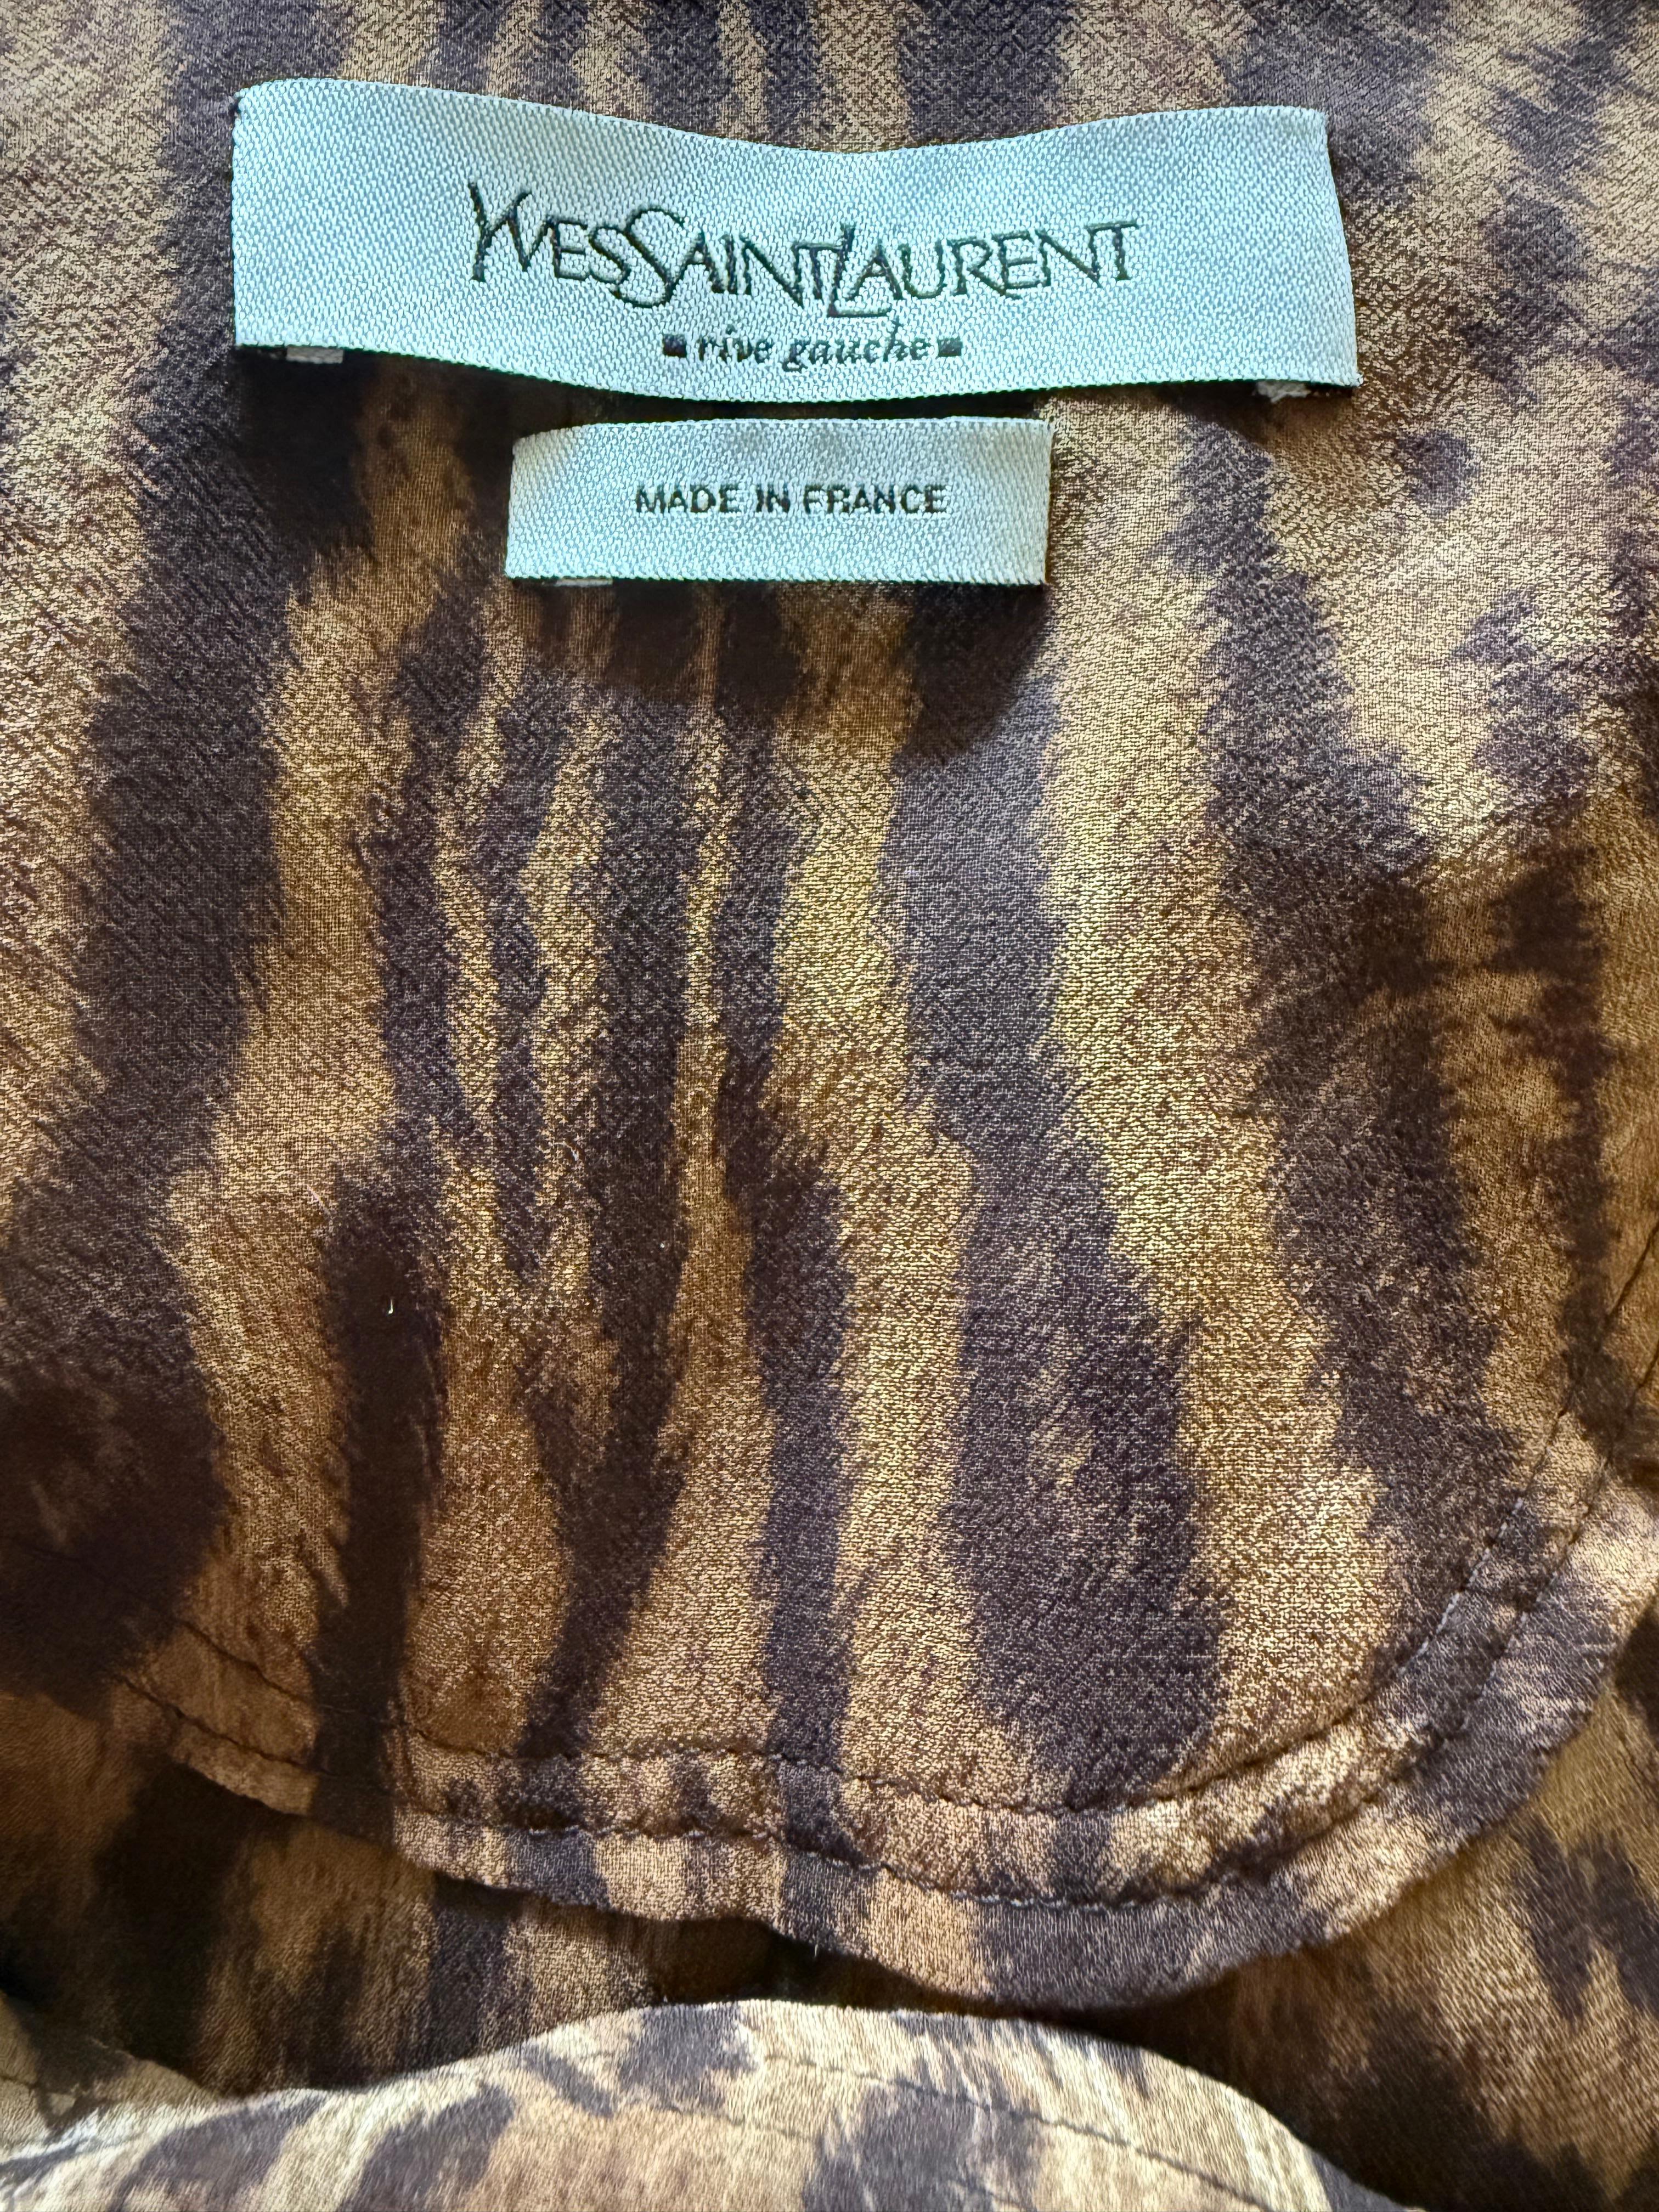 YVESSAINTLAURENT
rive gauche
MADE IN FRANCE